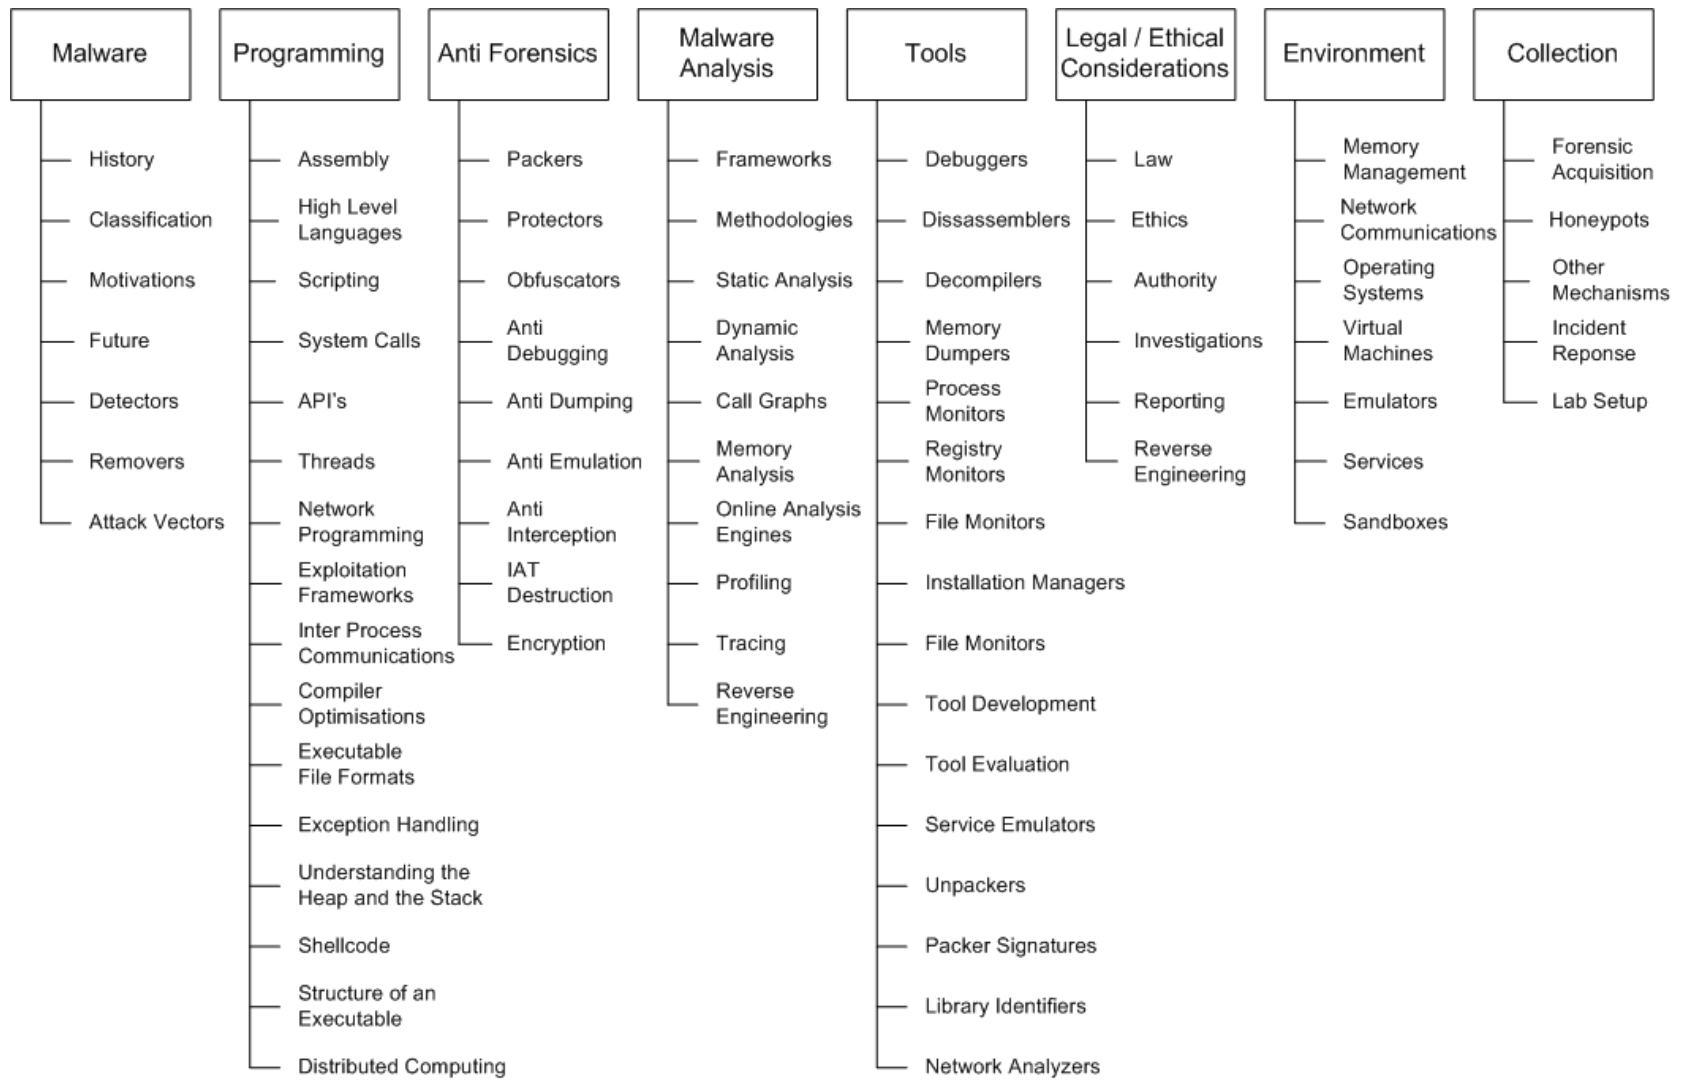 Malware
History
Classification
Motivations
Future
Detectors
Removers
Attack Vectors
Programming
Assembly
High Level
Languages
Scripting
System Calls
API's
Threads
Network
Programming
Exploitation
Frameworks
Inter Process
Communications
Compiler
Optimisations
Executable
File Formats
Exception Handling
Understanding the
Heap and the Stack
Shellcode
Structure of an
Executable
Distributed Computing
Anti Forensics
Packers
Protectors
Obfuscators
Anti
Debugging
Anti Dumping
Anti Emulation
Anti
Interception
IAT
Destruction
Encryption
Malware
Analysis
Frameworks
Methodologies
Static Analysis
Dynamic
Analysis
Call Graphs
Memory
Analysis
Online Analysis
Engines
Profiling
Tracing
Reverse
Engineering
Tools
Debuggers
Dissassemblers
Decompilers
Memory
Dumpers
Process
Monitors
Registry
Monitors
File Monitors
Installation Managers
File Monitors
Tool Development
Tool Evaluation
Service Emulators
Unpackers
Packer Signatures
Library Identifiers
Network Analyzers
Legal / Ethical
Considerations
Law
Ethics
Authority
Investigations
Reporting
Reverse
Engineering
Environment
Memory
Management
Network
Communications
Operating
Systems
Virtual
Machines
Emulators
Services
Sandboxes
Collection
Forensic
Acquisition
Honeypots
Other
Mechanisms
Incident
Reponse
Lab Setup